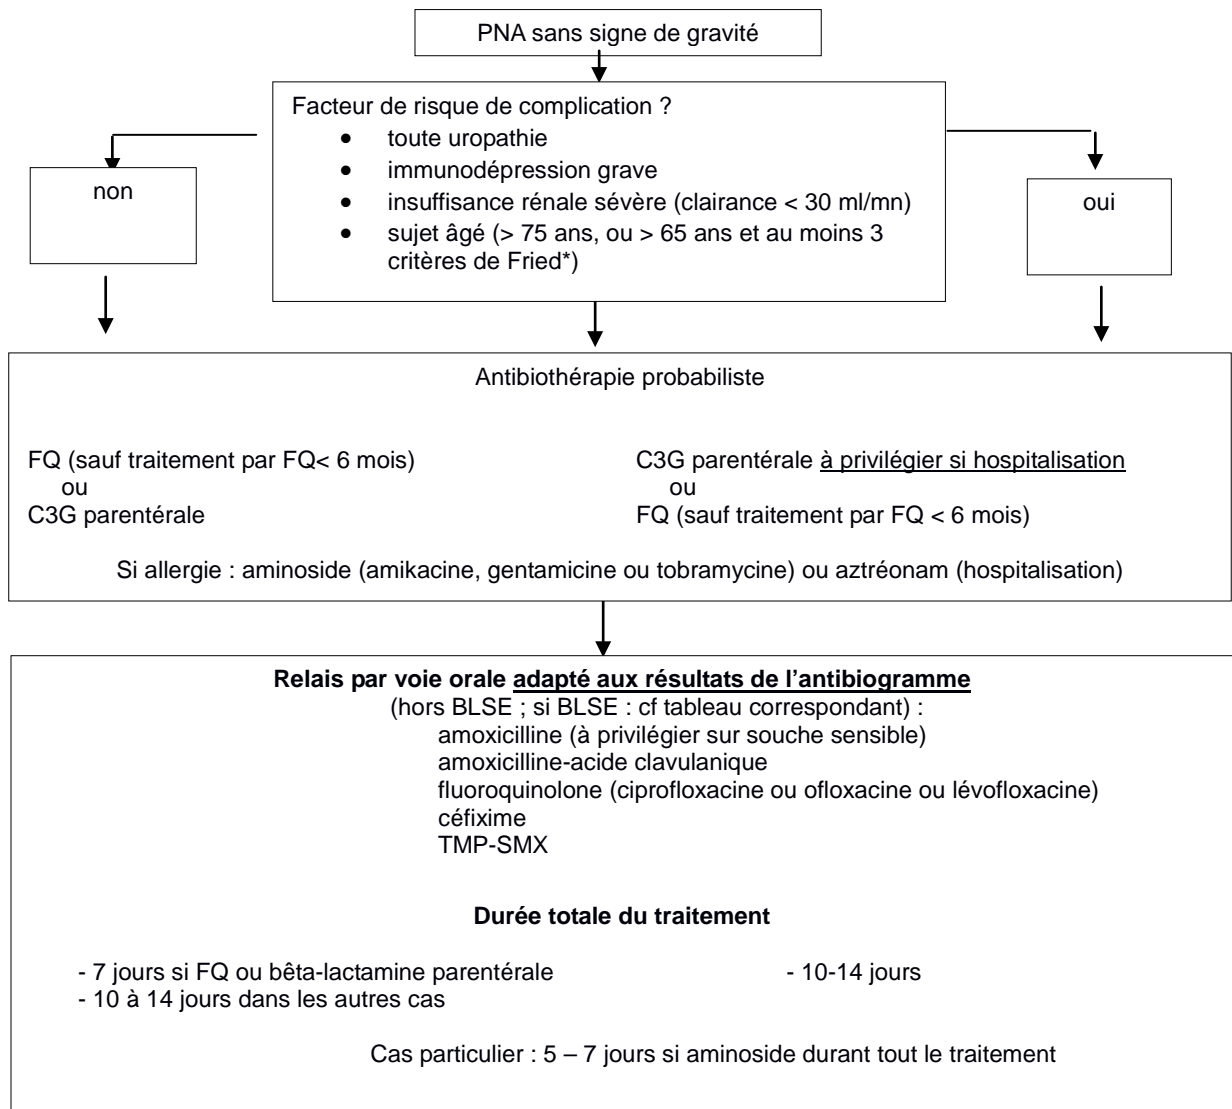 PNA sans signe de gravité
Facteur de risque de complication ?
• toute uropathie
• immunodépression grave
• insuffisance rénale sévère (clairance < 30 ml/mn)
• sujet âgé (> 75 ans, ou > 65 ans et au moins 3
critères de Fried*)
non
oui
Antibiothérapie probabiliste
FQ (sauf traitement par FQ< 6 mois)
ou
C3G parentérale
C3G parentérale à privilégier si hospitalisation
ou
FQ (sauf traitement par FQ < 6 mois)
Si allergie : aminoside (amikacine, gentamicine ou tobramycine) ou aztréonam (hospitalisation)
Relais par voie orale adapté aux résultats de l’antibiogramme
(hors BLSE ; si BLSE : cf tableau correspondant) :
amoxicilline (à privilégier sur souche sensible)
amoxicilline-acide clavulanique
fluoroquinolone (ciprofloxacine ou ofloxacine ou lévofloxacine)
céfixime
TMP-SMX
Durée totale du traitement
- 7 jours si FQ ou bêta-lactamine parentérale
- 10 à 14 jours dans les autres cas
- 10-14 jours
Cas particulier : 5 – 7 jours si aminoside durant tout le traitement